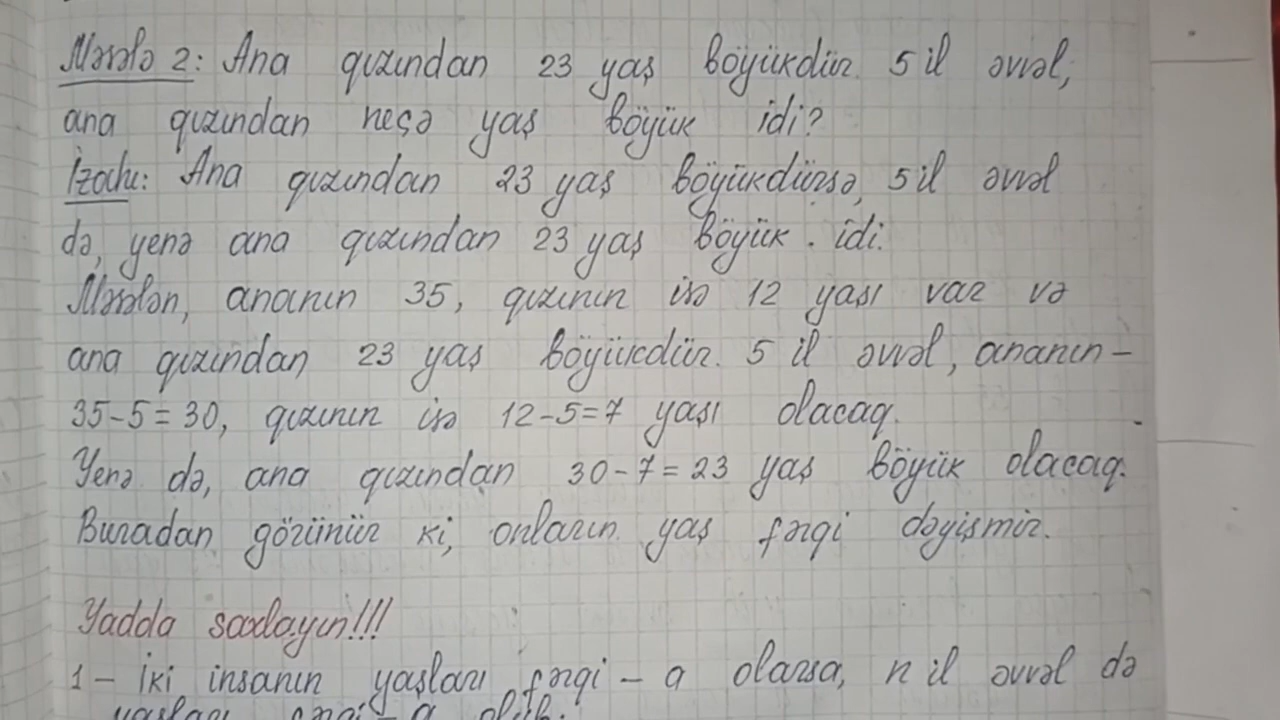 Məsələ 2: Ana qızından 23 yaş böyükdür. 5 il əvvəl,
ana qızından neçə yaş böyük idi?
İzahı: Ana qızından 23 yaş böyükdürsə, 5 il əvvəl
də, yenə ana qızından 23 yaş böyük idi.
Məsələn, ananın 35, qızının isə 12 yaşı var və
ana qızından 23 yaş böyükdür. 5 il əvvəl, ananın-
35-5=30, qızının isə 12-5=7 yaşı olacaq.
Yenə də, ana qızından 30-7=23 yaş böyük olacaq.
Buradan görünür ki, onların yaş fərqi dəyişmir.
Yadda saxlayın!!!
1- İki insanın yaşları fərqi - a olarsa, n il əvvəl də
yaşları fərqi - a olub.